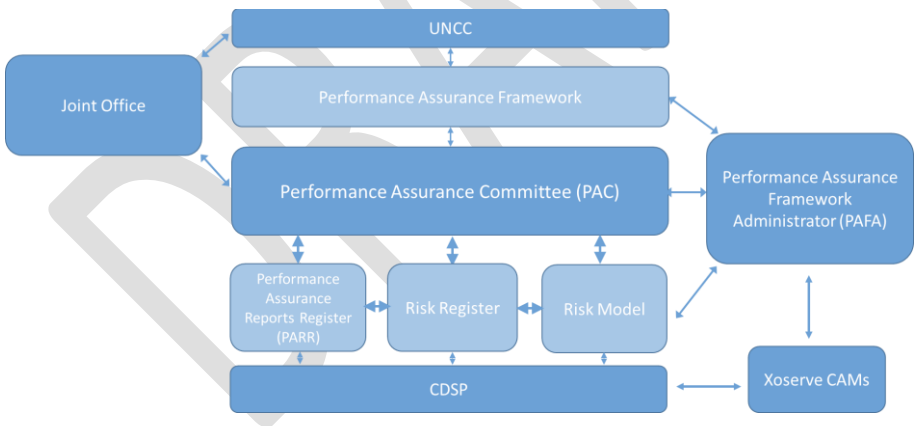 UNCC
Joint Office
Performance Assurance Framework
Performance Assurance Committee (PAC)
Performance Assurance
Framework
Administrator (PAFA)
Performance
Assurance
Reports Register
(PARR)
Risk Register
Risk Model
CDSP
Xoserve CAMs